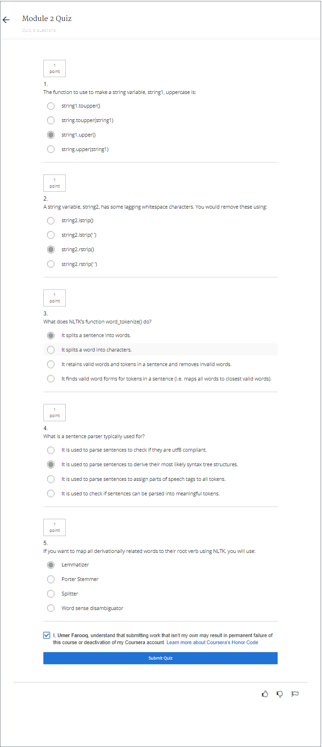 Module 2 Quiz
Quiz, 5 questions
1
point
1.
The function to use to make a string variable, string1, uppercase is:
string1.toupper()
string.toupper(string1)
string1.upper()
string.upper(string1)
1
point
2.
A string variable, string2, has some lagging whitespace characters. You would remove these using:
string2.lstrip()
string2.lstrip(' ')
string2.rstrip()
string2.rstrip(' ')
1
point
3.
What does NLTK's function word_tokenize() do?
It splits a sentence into words.
It splits a word into characters.
It retains valid words and tokens in a sentence and removes invalid words.
It finds valid word forms for tokens in a sentence (i.e. maps all words to closest valid words).
1
point
4.
What is a sentence parser typically used for?
It is used to parse sentences to check if they are utf8 compliant.
It is used to parse sentences to derive their most likely syntax tree structures.
It is used to parse sentences to assign parts of speech tags to all tokens.
It is used to check if sentences can be parsed into meaningful tokens.
1
point
5.
If you want to map all derivationally related words to their root verb using NLTK, you will use:
Lemmatizer
Porter Stemmer
Splitter
Word sense disambiguator
I, Umer Farooq, understand that submitting work that isn't my own may result in permanent failure of
this course or deactivation of my Coursera account. Learn more about Coursera's Honor Code
Submit Quiz